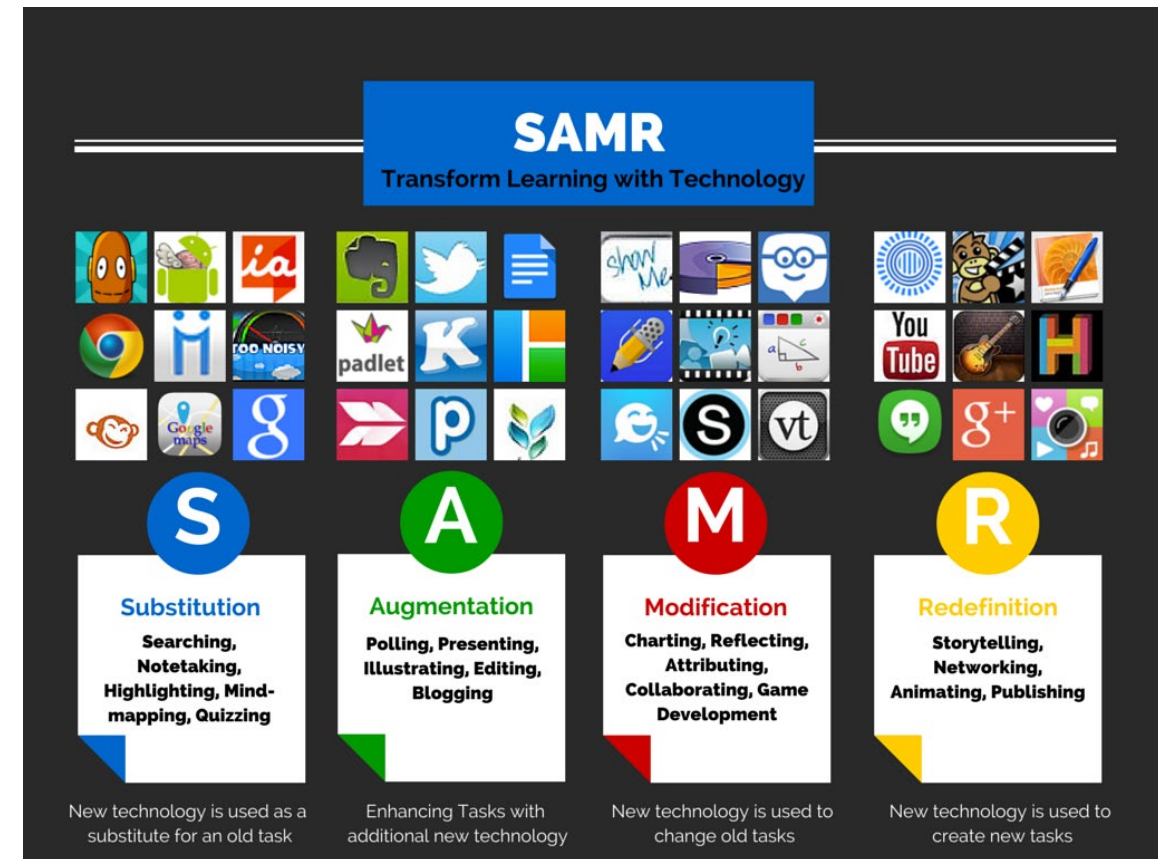 SAMR
Transform Learning with Technology
ia
show
Me
TOO NOISY
padlet
K
a
c
b
You
Tube
H
Google
maps
g
p
S
vt
g+
S
A
M
R
Substitution
Searching,
Notetaking,
Highlighting, Mind-
mapping, Quizzing
New technology is used as a
substitute for an old task
Augmentation
Polling, Presenting,
Illustrating, Editing,
Blogging
Enhancing Tasks with
additional new technology
Modification
Charting, Reflecting,
Attributing,
Collaborating, Game
Development
New technology is used to
change old tasks
Redefinition
Storytelling,
Networking,
Animating, Publishing
New technology is used to
create new tasks